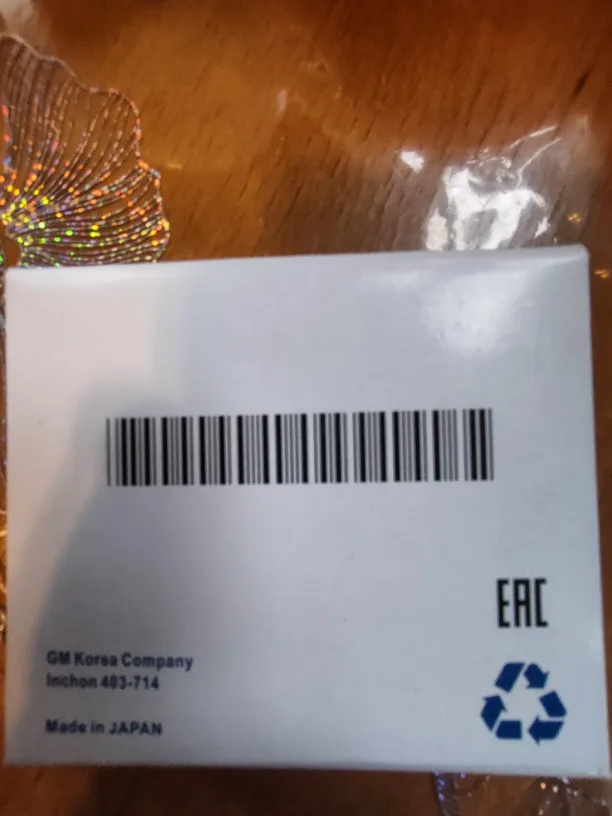 EAC
GM Korea Company
Inchon 403-714
Made in JAPAN